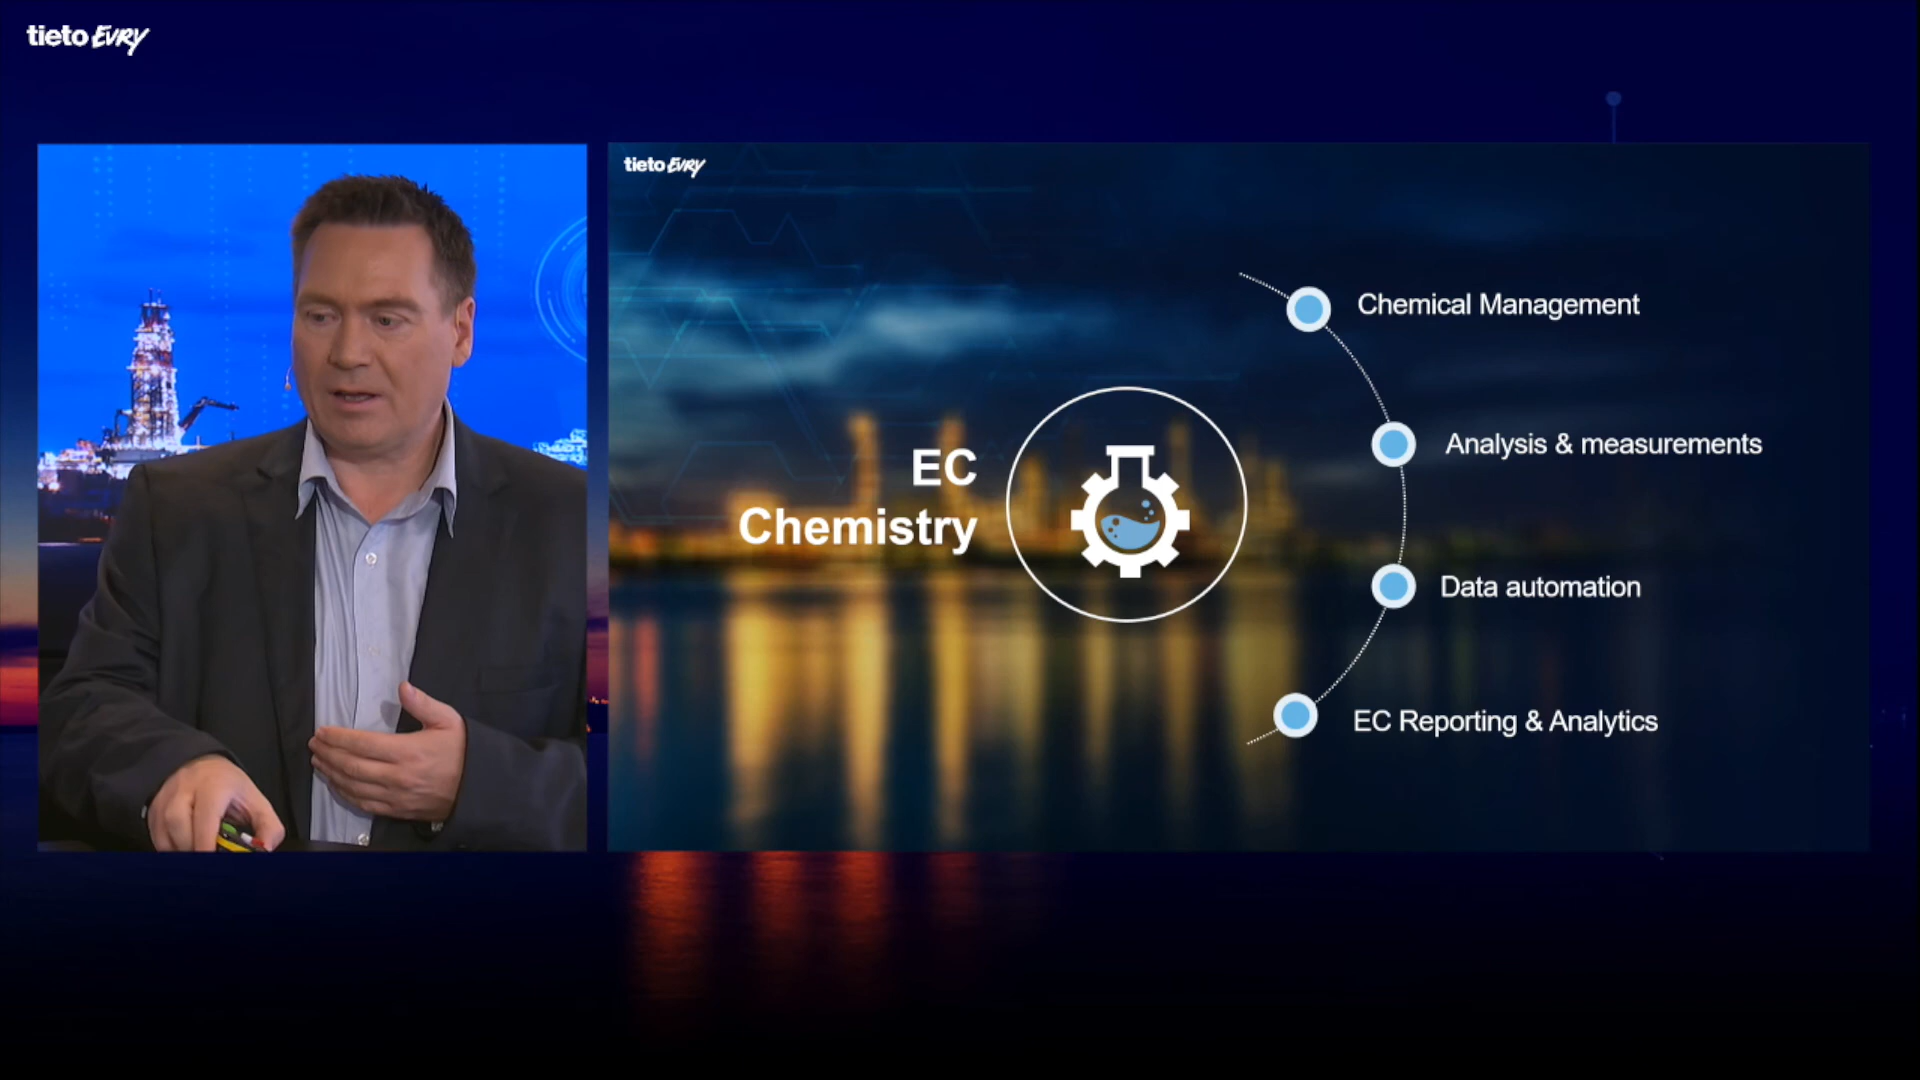 tieto Evry
tieto Evry
EC
Chemistry
Chemical Management
Analysis & measurements
Data automation
EC Reporting & Analytics